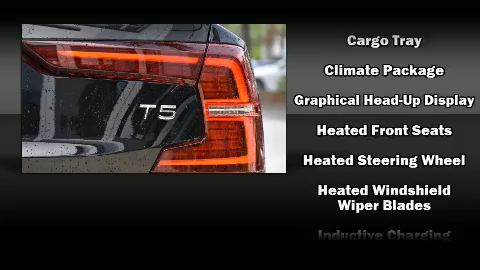 T5
Cargo Tray
Climate Package
Graphical Head-Up Display
Heated Front Seats
Heated Steering Wheel
Heated Windshield
Wiper Blades
Inductive Charging